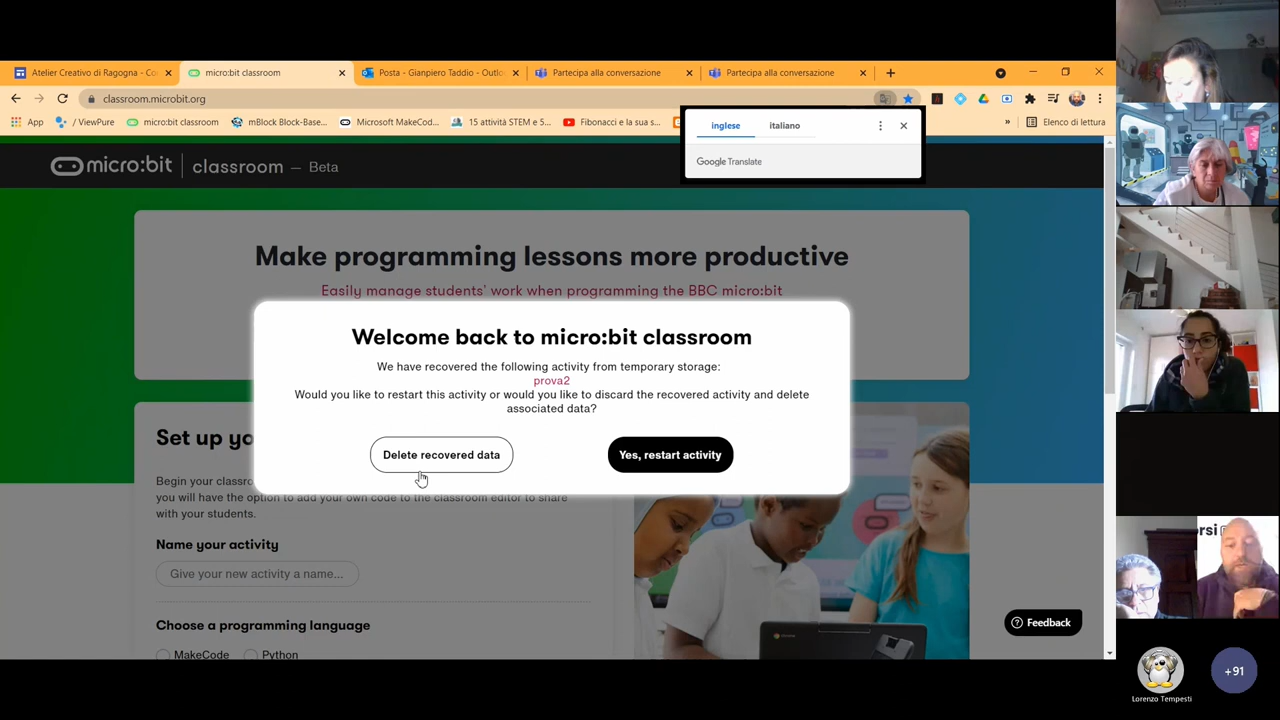 Atelier Creativo di Ragogna - Co
micro:bit classroom
Posta - Gianpiero Taddio - Outlo
Partecipa alla conversazione
Partecipa alla conversazione
classroom.microbit.org
App
/ ViewPure
micro:bit classroom
mBlock Block-Base...
Microsoft MakeCod...
15 attività STEM e 5...
Fibonacci e la sua s...
»
Elenco di lettura
inglese
italiano
Google Translate
micro:bit
classroom — Beta
Make programming lessons more productive
Easily manage students' work when programming the BBC micro:bit
Welcome back to micro:bit classroom
We have recovered the following activity from temporary storage:
prova2
Would you like to restart this activity or would you like to discard the recovered activity and delete
associated data?
Delete recovered data
Yes, restart activity
Set up yo
Begin your classr
you will have the option to add your own code to the classroom editor to share
with your students.
Name your activity
Give your new activity a name...
Choose a programming language
MakeCode
Python
Feedback
orsi
Lorenzo Tempesti
+91